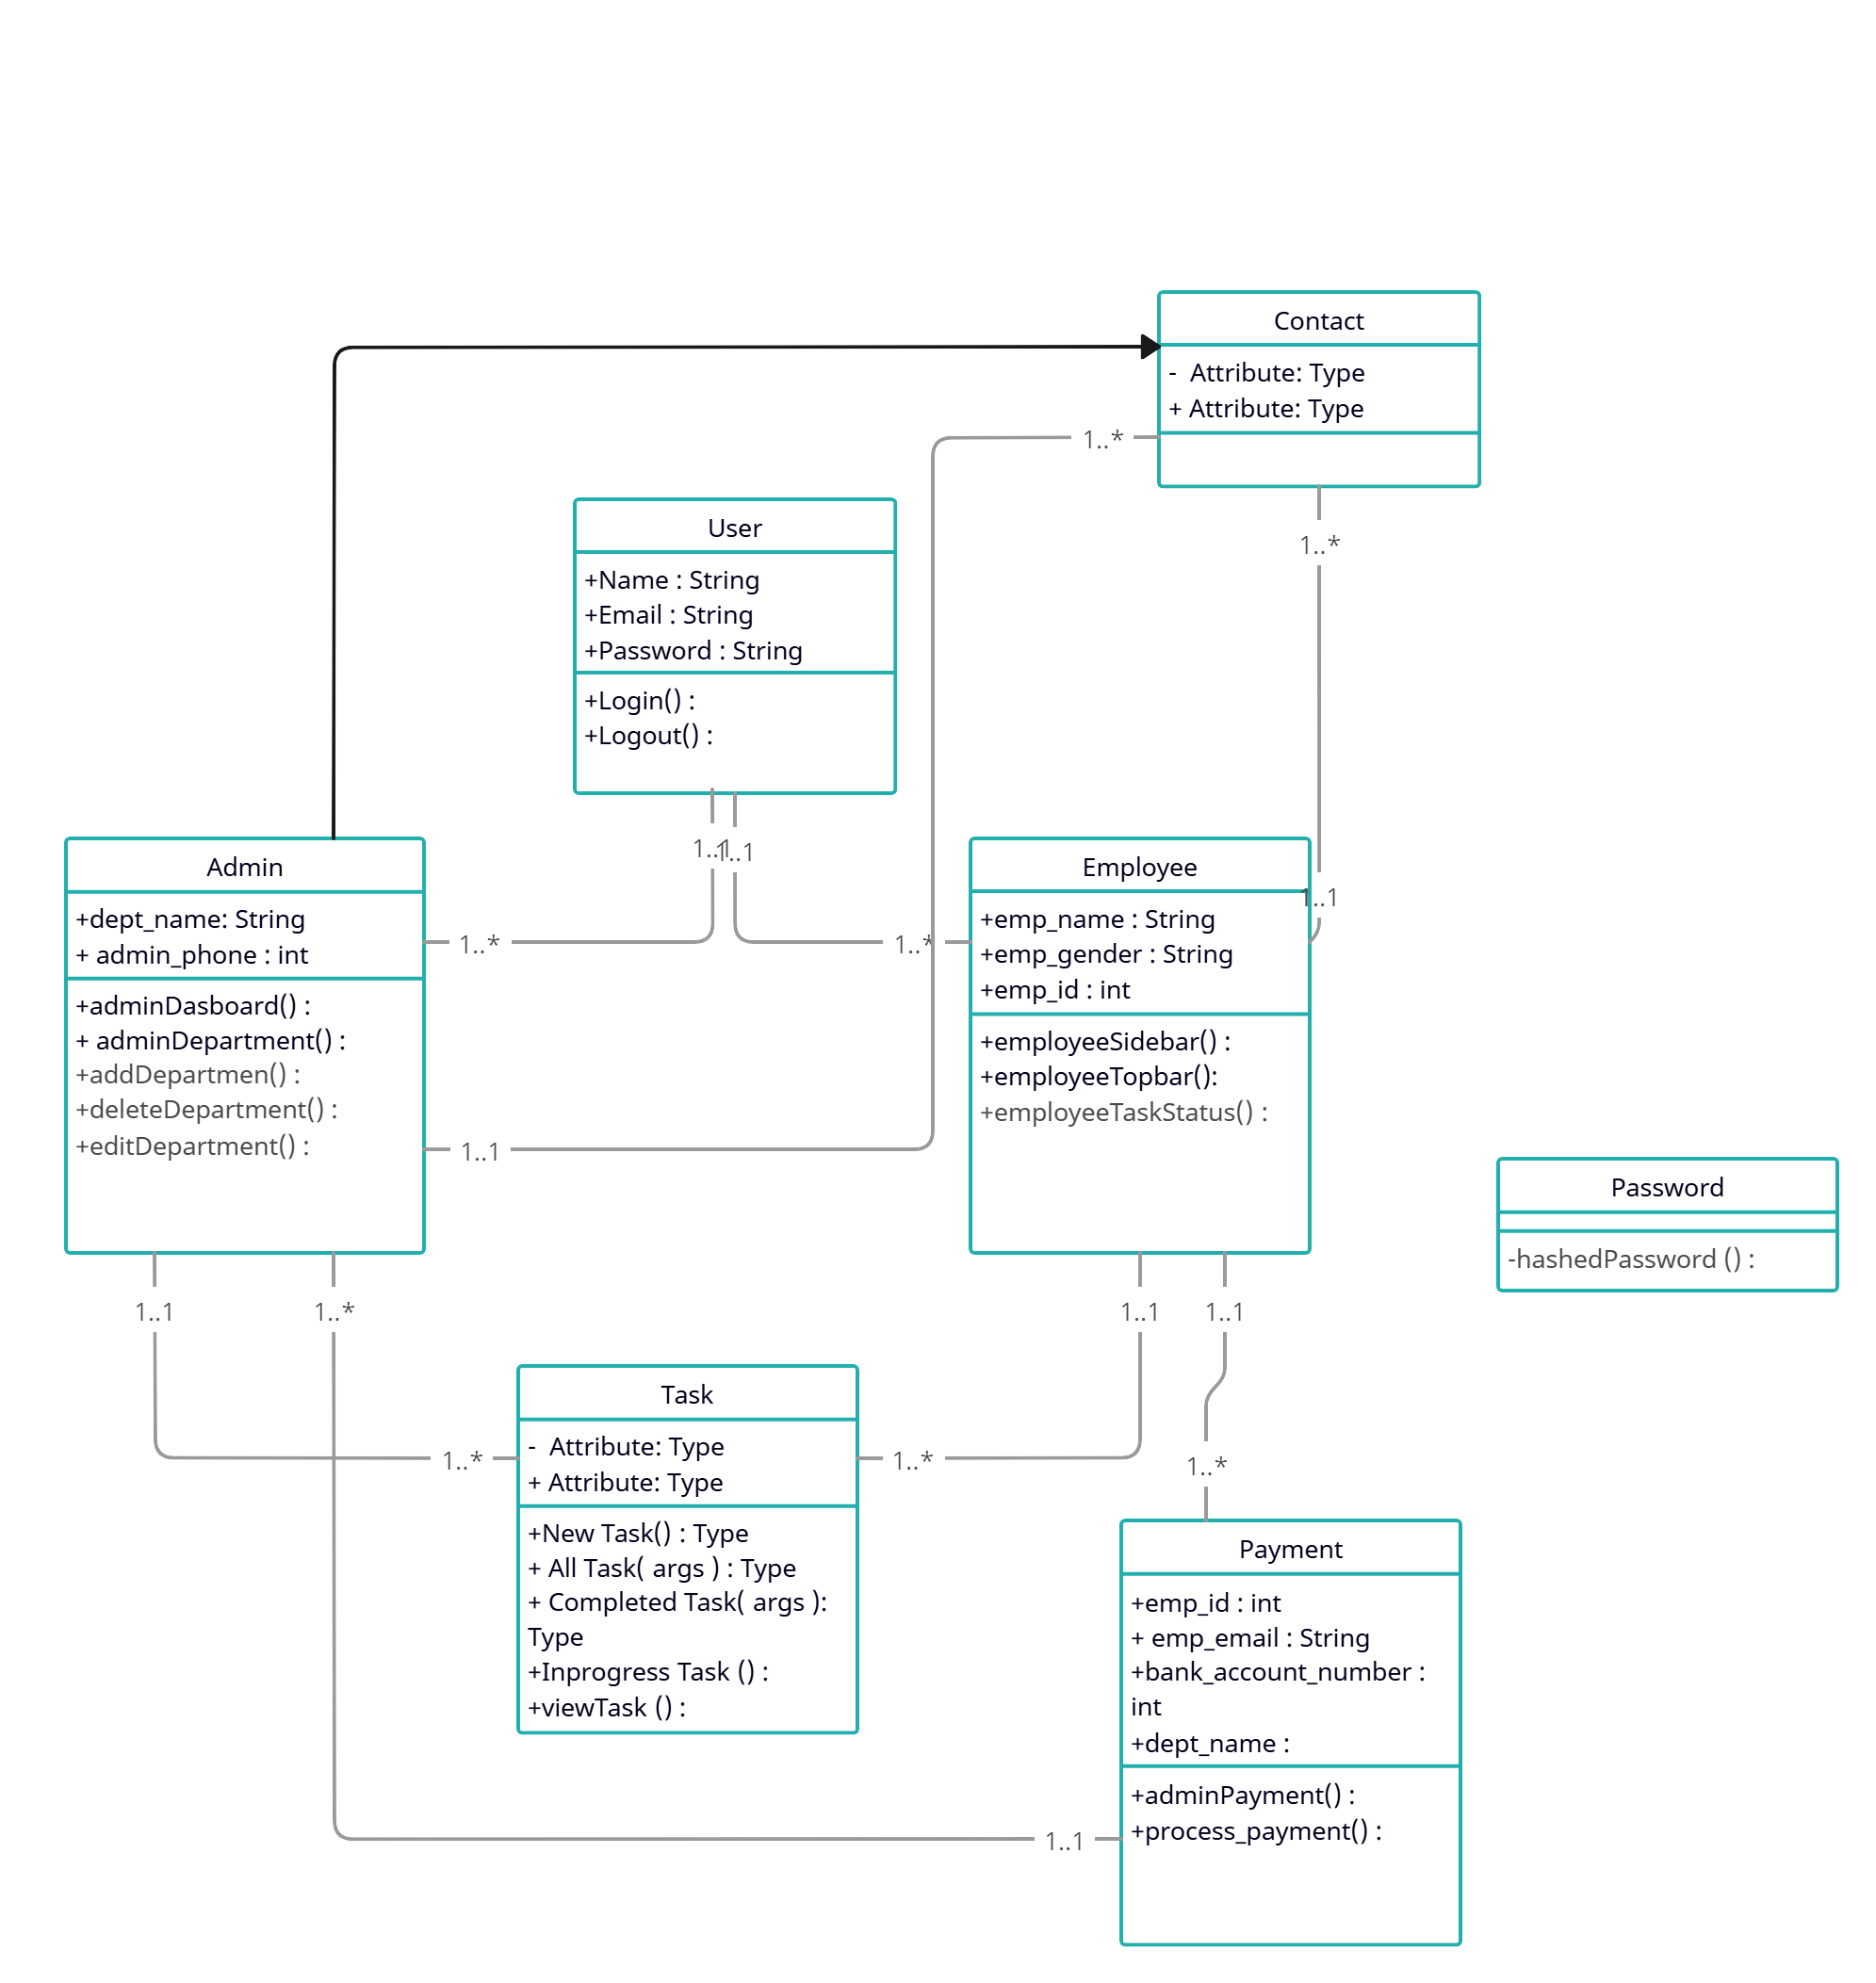 Contact
-  Attribute: Type
+ Attribute: Type
1..*
1..*
User
+Name : String
+Email : String
+Password : String
+Login() :
+Logout() :
1..1
1..1
Admin
+dept_name: String
+ admin_phone : int
+adminDasboard() :
+ adminDepartment() :
+addDepartmen() :
+deleteDepartment() :
+editDepartment() :
1..*
1..*
1..1
Employee
+emp_name : String
+emp_gender : String
+emp_id : int
+employeeSidebar() :
+employeeTopbar():
+employeeTaskStatus() :
1..1
Password
-hashedPassword () :
1..1
1..*
1..1
1..1
Task
-  Attribute: Type
+ Attribute: Type
+New Task() : Type
+ All Task( args ) : Type
+ Completed Task( args ):
Type
+Inprogress Task () :
+viewTask () :
1..*
1..*
1..*
Payment
+emp_id : int
+ emp_email : String
+bank_account_number :
int
+dept_name :
+adminPayment() :
+process_payment() :
1..1